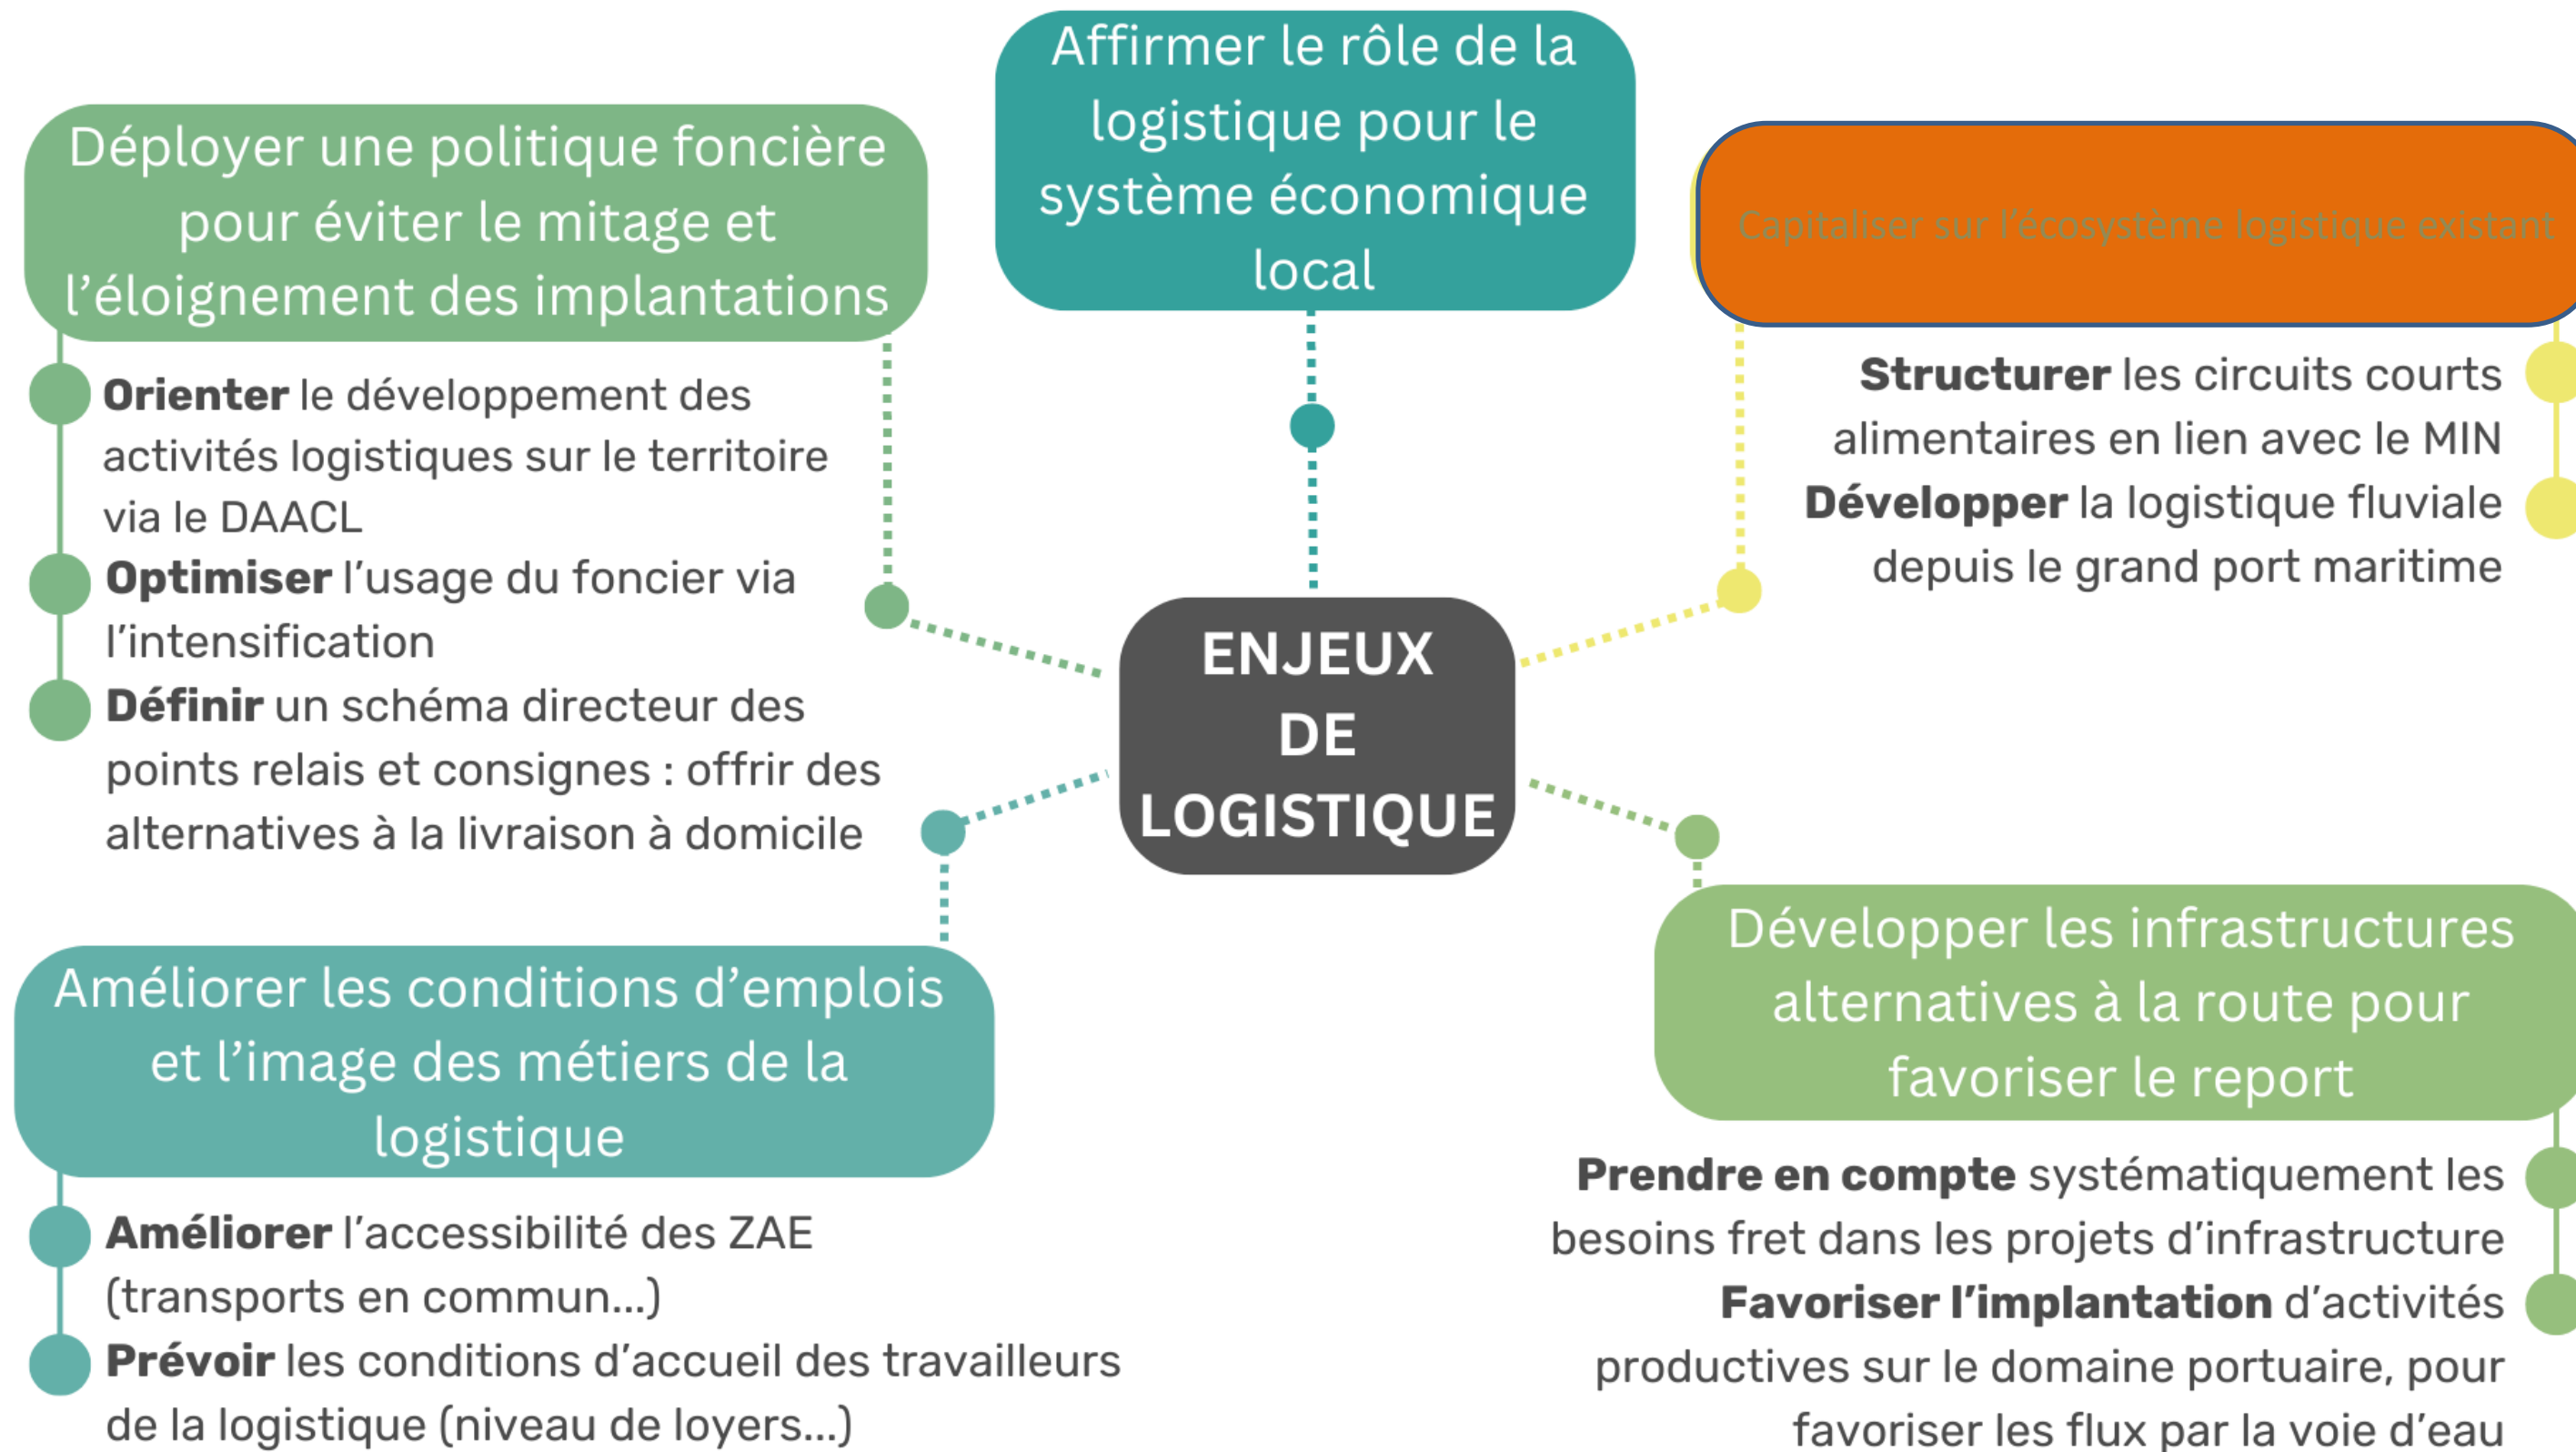 Affirmer le rôle de la
logistique pour le
système économique
local
Déployer une politique foncière
pour éviter le mitage et
l’éloignement des implantations
Orienter le développement des
activités logistiques sur le territoire
via le DAACL
Optimiser l’usage du foncier via
l’intensification
Définir un schéma directeur des
points relais et consignes : offrir des
alternatives à la livraison à domicile
Capitaliser sur l’écosystème logistique existant
Structurer les circuits courts
alimentaires en lien avec le MIN
Développer la logistique fluviale
depuis le grand port maritime
ENJEUX
DE
LOGISTIQUE
Améliorer les conditions d’emplois
et l’image des métiers de la
logistique
Améliorer l’accessibilité des ZAE
(transports en commun...)
Prévoir les conditions d’accueil des travailleurs
de la logistique (niveau de loyers...)
Développer les infrastructures
alternatives à la route pour
favoriser le report
Prendre en compte systématiquement les
besoins fret dans les projets d’infrastructure
Favoriser l’implantation d’activités
productives sur le domaine portuaire, pour
favoriser les flux par la voie d’eau